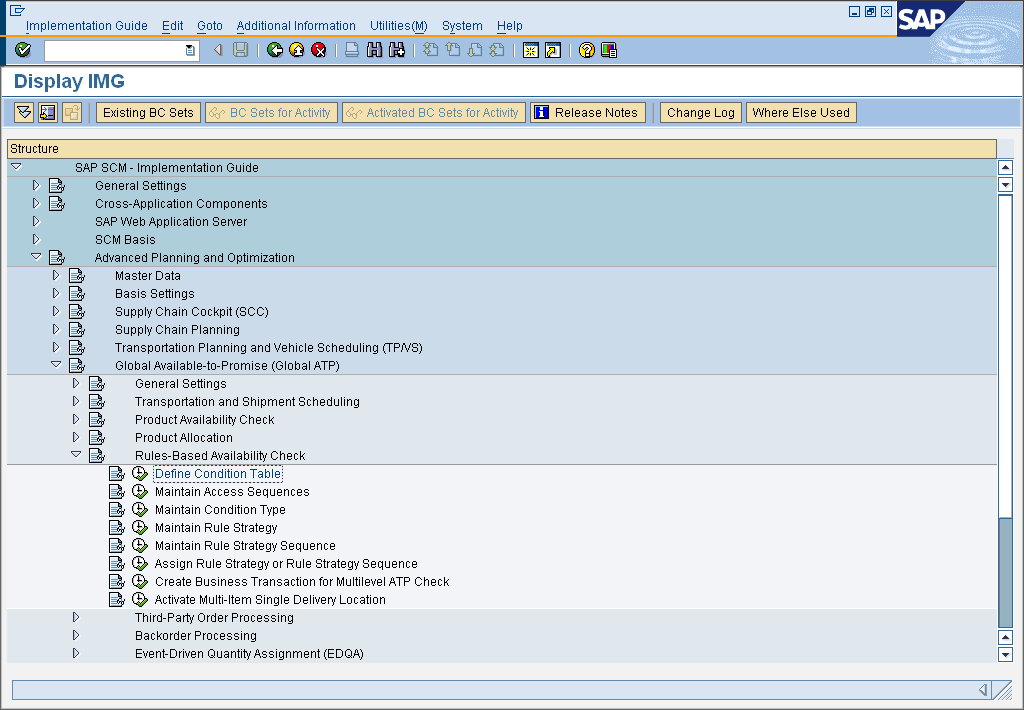 Implementation Guide Edit Goto Additional Information Utilities(M) System Help
SAP
Display IMG
Existing BC Sets BC Sets for Activity Activated BC Sets for Activity Release Notes Change Log Where Else Used
Structure
SAP SCM - Implementation Guide
General Settings
Cross-Application Components
SAP Web Application Server
SCM Basis
Advanced Planning and Optimization
Master Data
Basis Settings
Supply Chain Cockpit (SCC)
Supply Chain Planning
Transportation Planning and Vehicle Scheduling (TP/VS)
Global Available-to-Promise (Global ATP)
General Settings
Transportation and Shipment Scheduling
Product Availability Check
Product Allocation
Rules-Based Availability Check
Define Condition Table
Maintain Access Sequences
Maintain Condition Type
Maintain Rule Strategy
Maintain Rule Strategy Sequence
Assign Rule Strategy or Rule Strategy Sequence
Create Business Transaction for Multilevel ATP Check
Activate Multi-Item Single Delivery Location
Third-Party Order Processing
Backorder Processing
Event-Driven Quantity Assignment (EDQA)